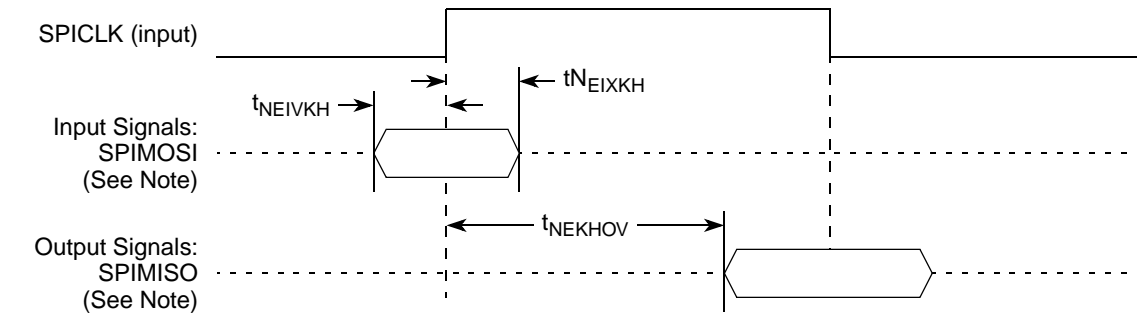 SPICLK (input)
tNEIXKH
tNEIVKH
Input Signals:
SPIMOSI
(See Note)
tNEKHOV
Output Signals:
SPIMISO
(See Note)